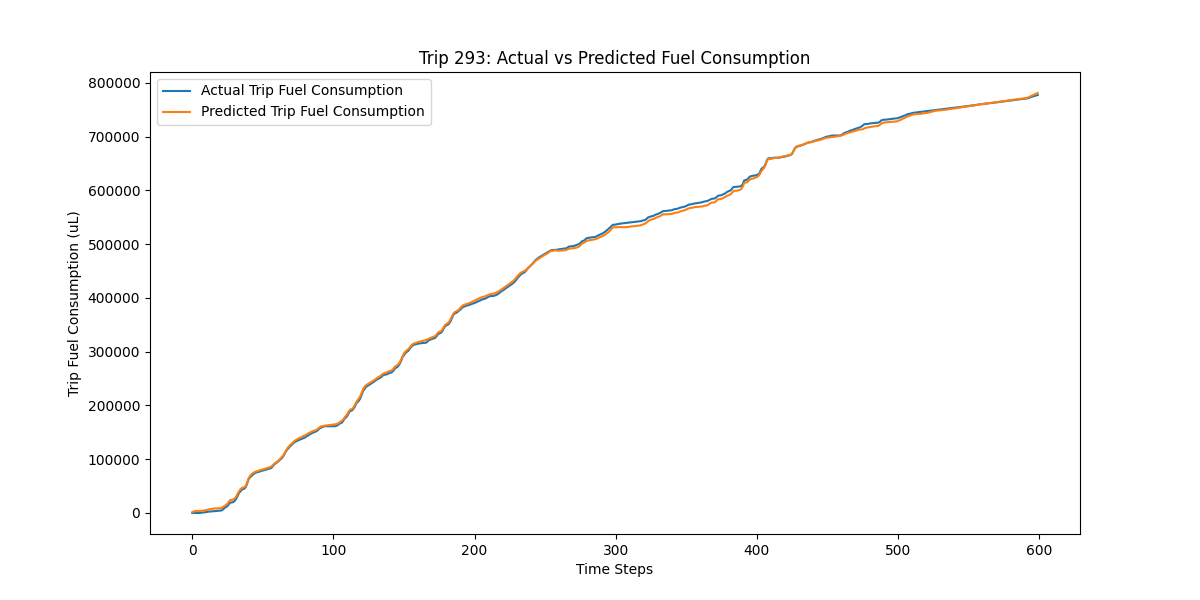 Trip 293: Actual vs Predicted Fuel Consumption
Actual Trip Fuel Consumption
Predicted Trip Fuel Consumption
Trip Fuel Consumption (uL)
800000
700000
600000
500000
400000
300000
200000
100000
0
0 100 200 300 400 500 600
Time Steps